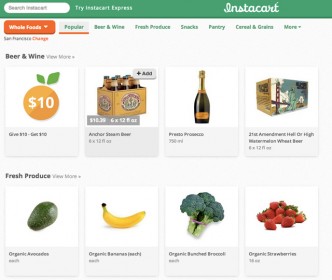 Search Instacart
Try Instacart Express
Instacart
Whole Foods
Popular
Beer & Wine
Fresh Produce
Snacks
Pantry
Cereal & Grains
More
San Francisco Change
Beer & Wine View More »
+ Add
$10
$10.39 6 x 12 fl oz
Give $10 - Get $10
Anchor Steam Beer
6 x 12 fl oz
Presto Prosecco
750 ml
21st Amendment Hell Or High
Watermelon Wheat Beer
6 x 12 fl oz
Fresh Produce View More »
Organic Avocados
each
Organic Bananas (each)
each
Organic Bunched Broccoli
each
Organic Strawberries
16 oz